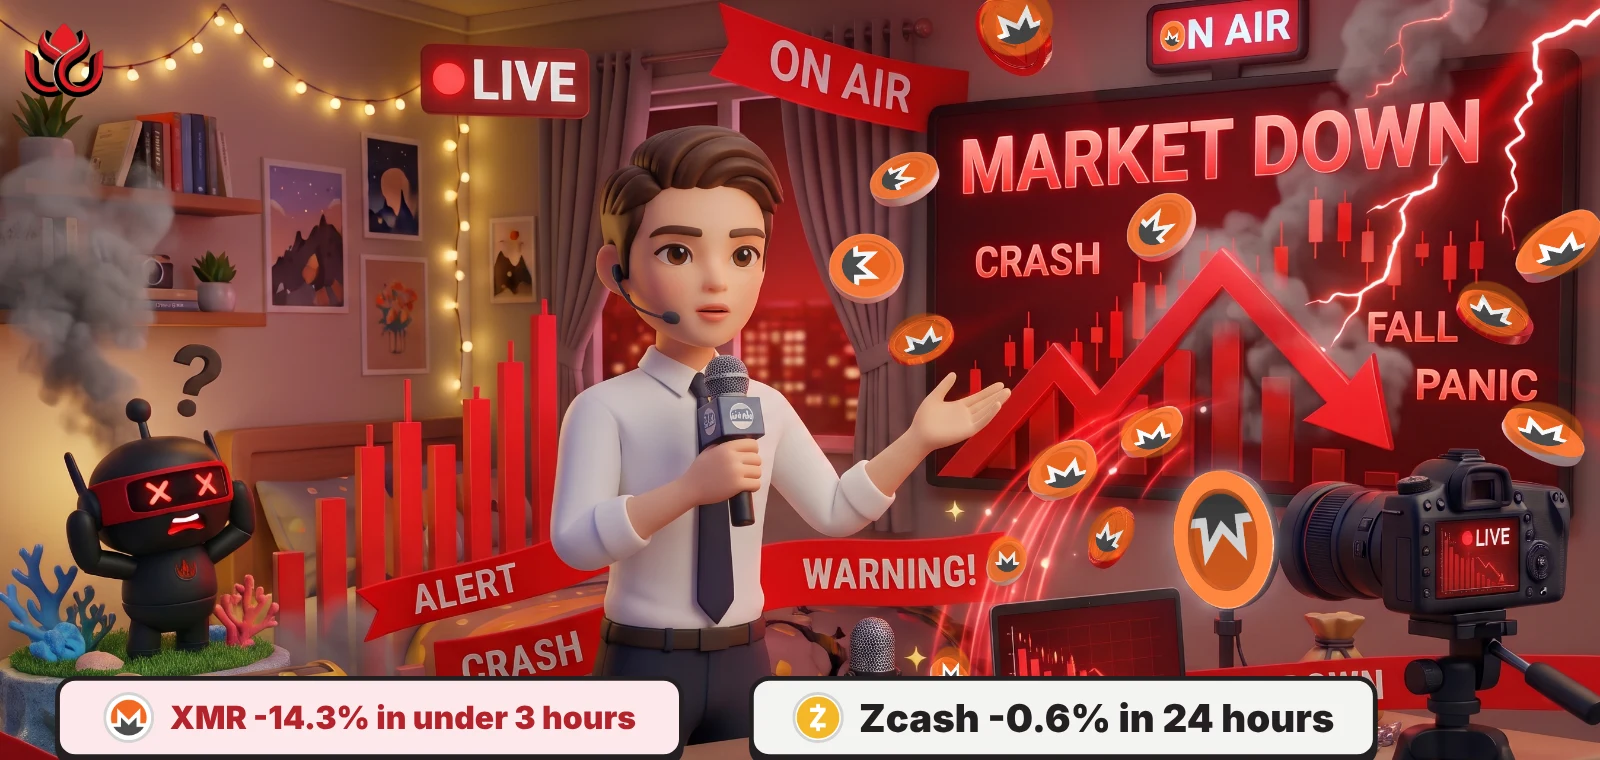 LIVE
ON AIR
ON AIR
MARKET DOWN
CRASH
FALL
PANIC
LIVE
WARNING!
ALERT
CRASH
XMR -14.3% in under 3 hours
Zcash -0.6% in 24 hours